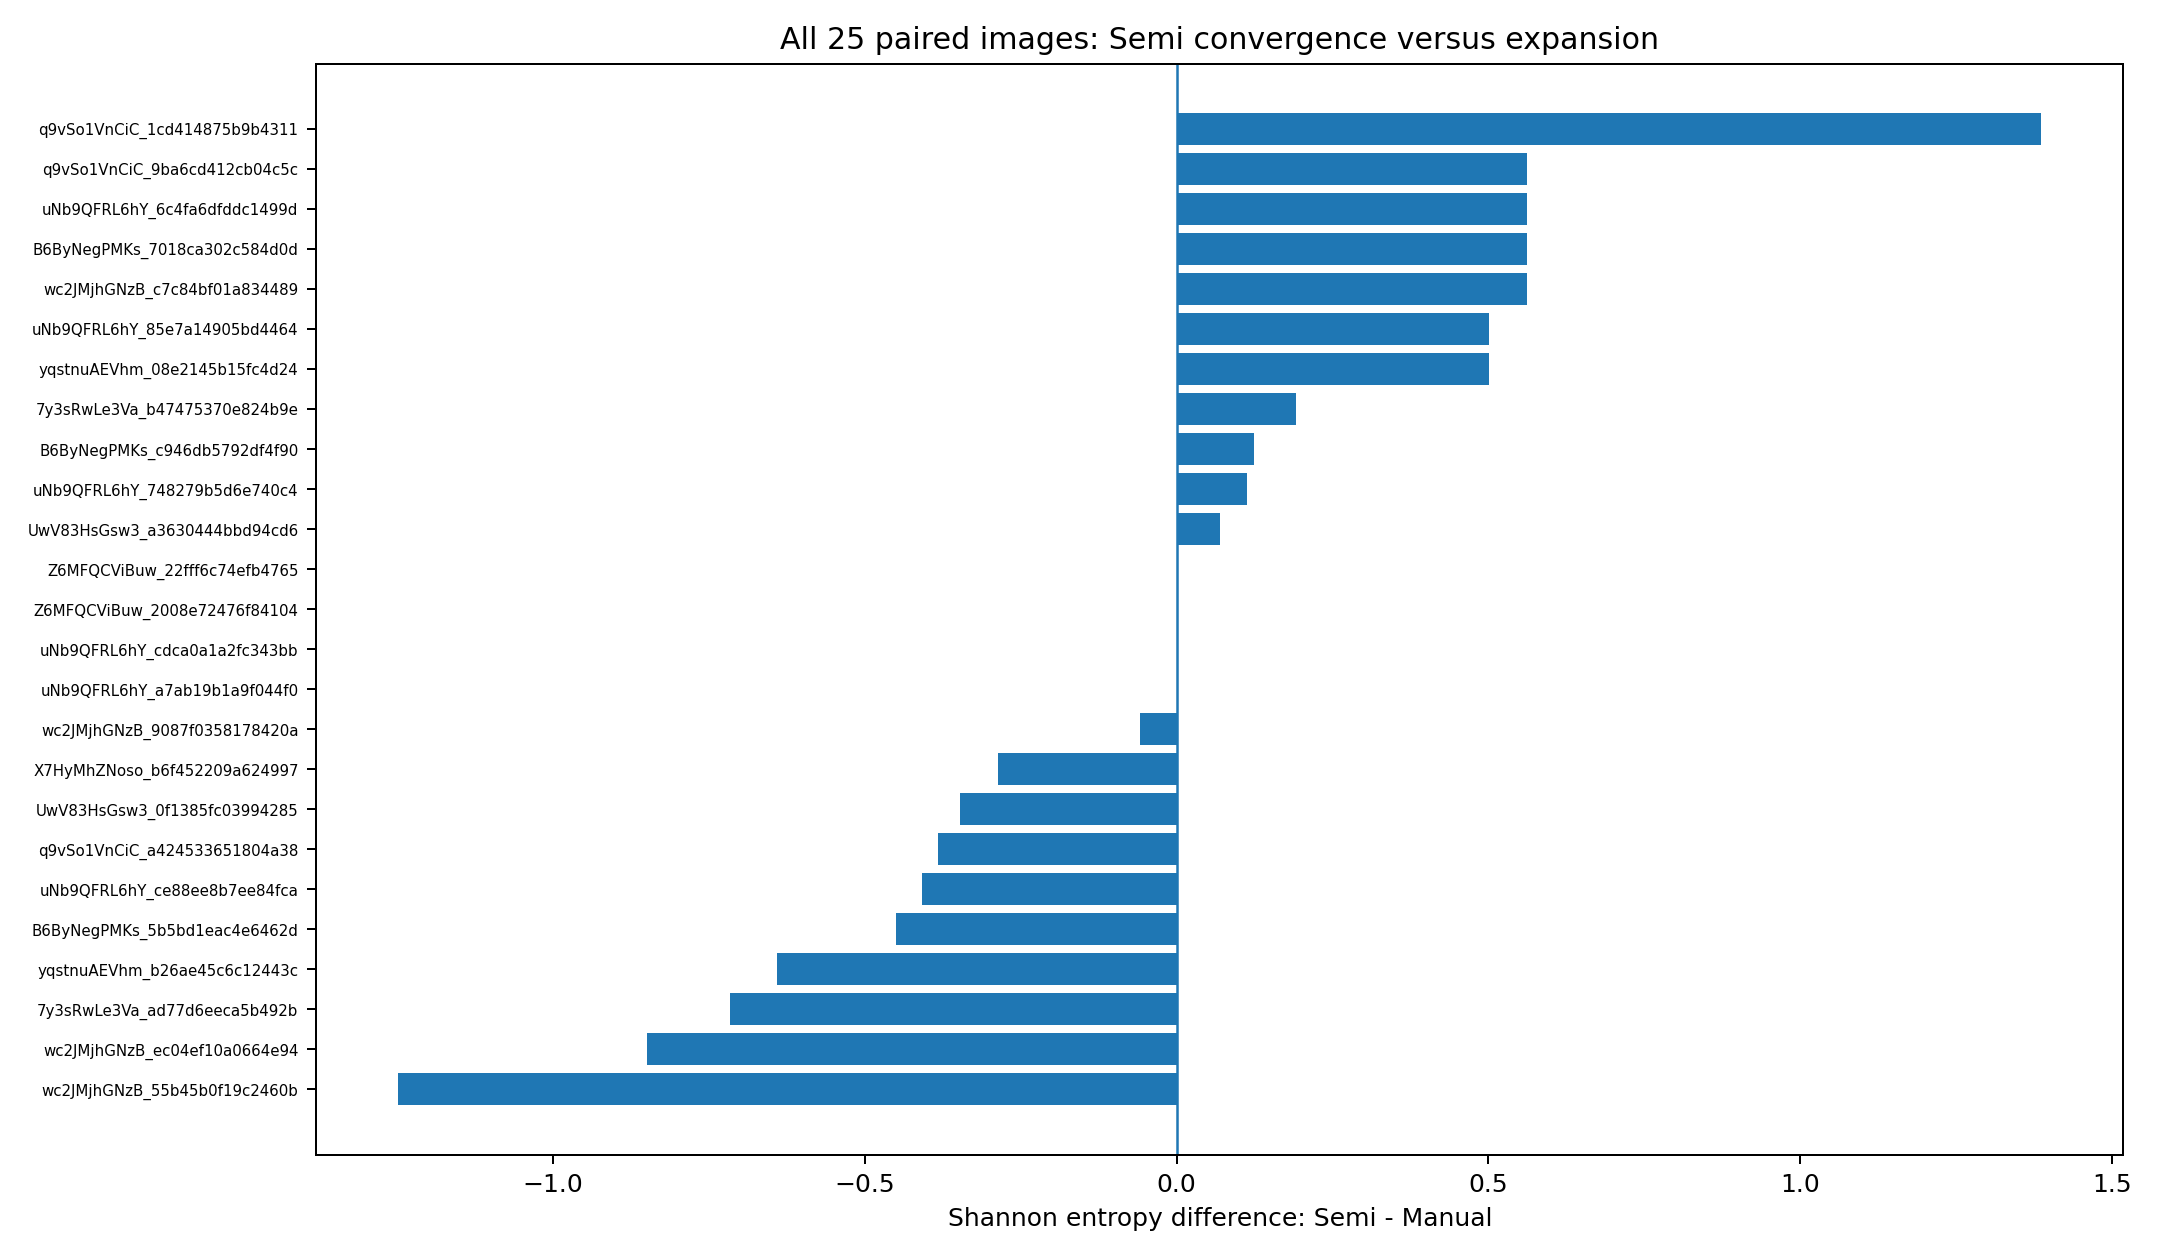 All 25 paired images: Semi convergence versus expansion
q9vSo1VnCiC_1cd414875b9b4311
q9vSo1VnCiC_9ba6cd412cb04c5c
uNb9QFRL6hY_6c4fa6dfddc1499d
B6ByNegPMKs_7018ca302c584d0d
wc2JMjhGNzB_c7c84bf01a834489
uNb9QFRL6hY_85e7a14905bd4464
yqstnuAEVhm_08e2145b15fc4d24
7y3sRwLe3Va_b47475370e824b9e
B6ByNegPMKs_c946db5792df4f90
uNb9QFRL6hY_748279b5d6e740c4
UwV83HsGsw3_a3630444bbd94cd6
Z6MFQCViBuw_22fff6c74efb4765
Z6MFQCViBuw_2008e72476f84104
uNb9QFRL6hY_cdca0a1a2fc343bb
uNb9QFRL6hY_a7ab19b1a9f044f0
wc2JMjhGNzB_9087f0358178420a
X7HyMhZNoso_b6f452209a624997
UwV83HsGsw3_0f1385fc03994285
q9vSo1VnCiC_a424533651804a38
uNb9QFRL6hY_ce88ee8b7ee84fca
B6ByNegPMKs_5b5bd1eac4e6462d
yqstnuAEVhm_b26ae45c6c12443c
7y3sRwLe3Va_ad77d6eeca5b492b
wc2JMjhGNzB_ec04ef10a0664e94
wc2JMjhGNzB_55b45b0f19c2460b
−1.0 −0.5 0.0 0.5 1.0 1.5
Shannon entropy difference: Semi - Manual